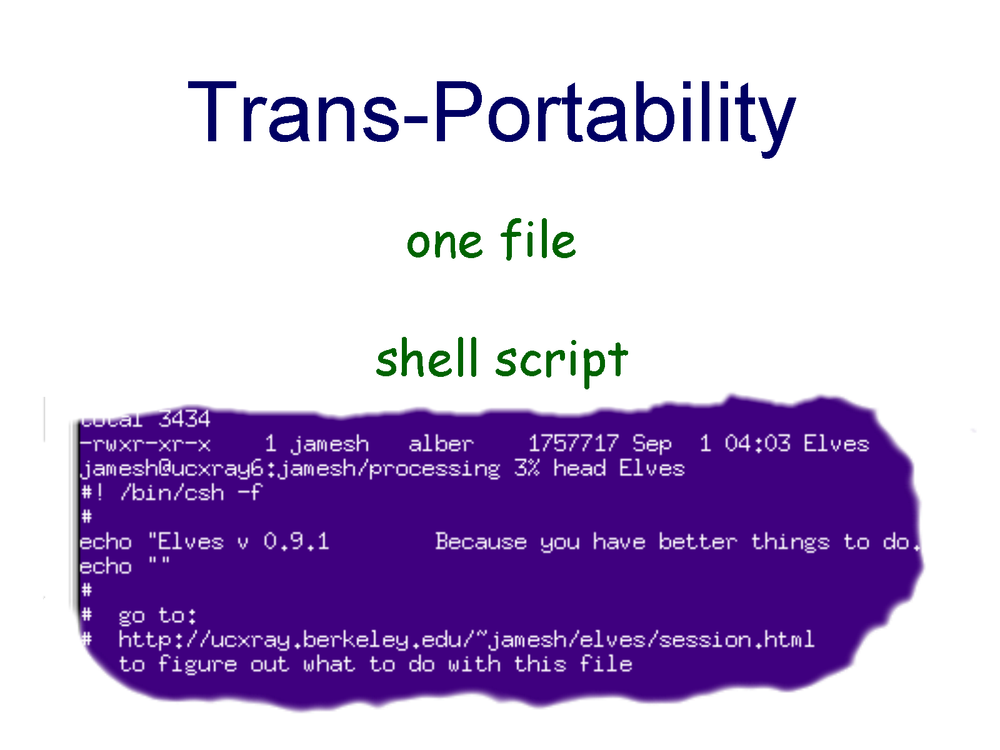 Trans-Portability
one file
shell script
total 3434
-rwxr-xr-x    1 jamesh   alber    1757717 Sep  1 04:03 Elves
jamesh@ucxray6:jamesh/processing 3% head Elves
#! /bin/csh -f
#
echo "Elves v 0.9.1        Because you have better things to do.
echo ""
#
#  go to:
#  http://ucxray.berkeley.edu/~jamesh/elves/session.html
to figure out what to do with this file